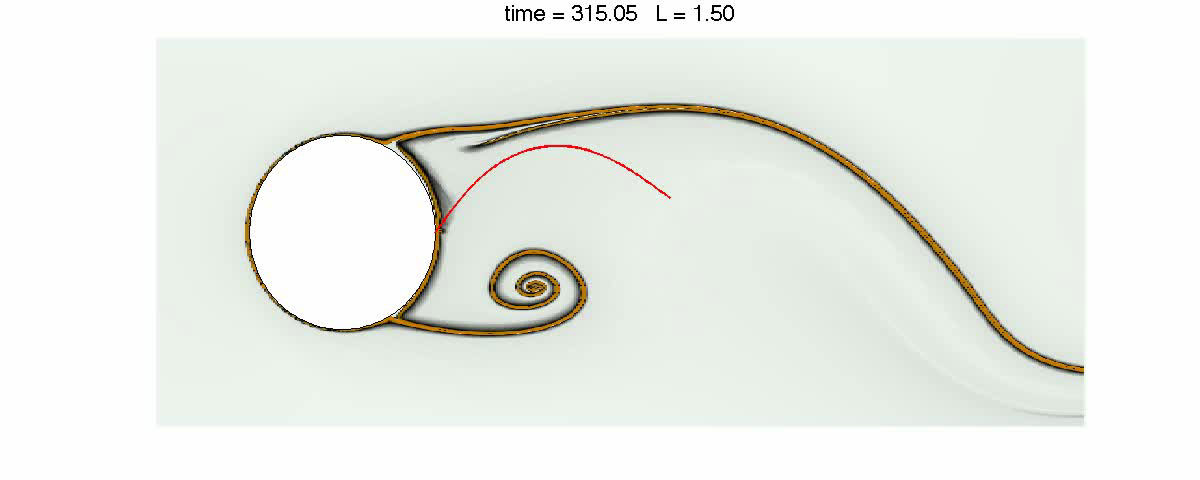 time = 315.05 L = 1.50